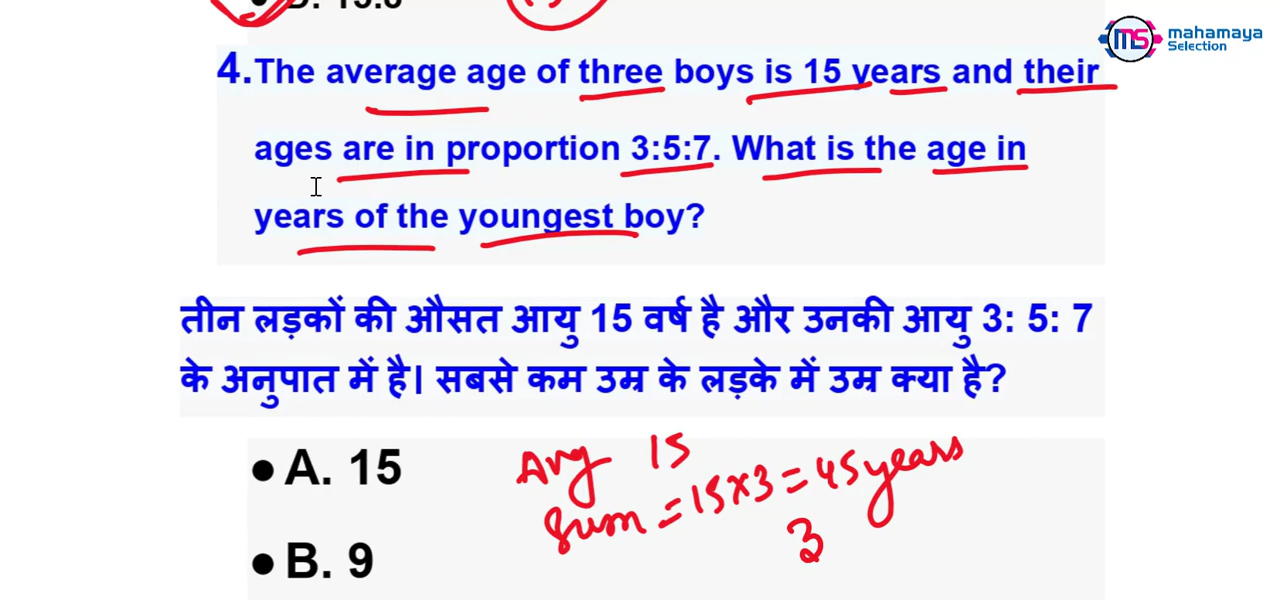 D. 15.8
mahamaya
MS Selection
4.The average age of three boys is 15 years and their
ages are in proportion 3:5:7. What is the age in
years of the youngest boy?
तीन लड़कों की औसत आयु 15 वर्ष है और उनकी आयु 3: 5: 7
के अनुपात में है। सबसे कम उम्र के लड़के में उम्र क्या है?
A. 15
Avg 15
Sum = 15×3 = 45 years
3
B. 9